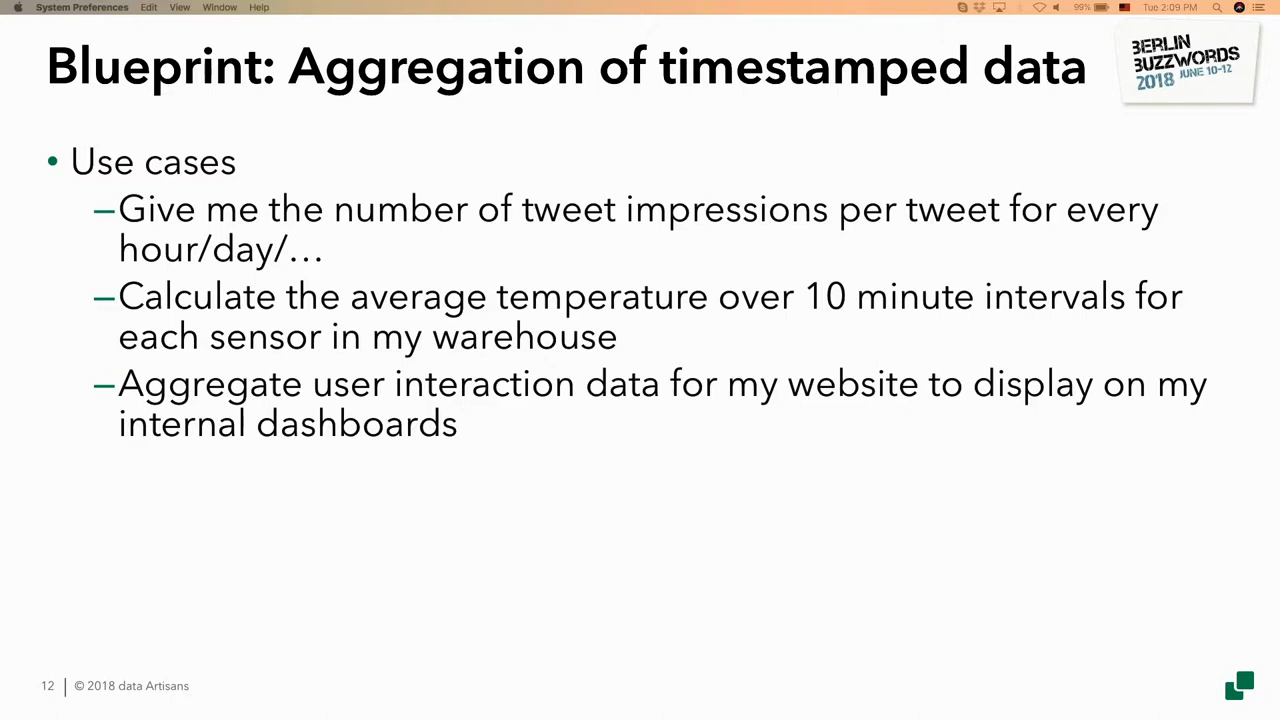 System Preferences Edit View Window Help 99% Tue 2:09 PM
Blueprint: Aggregation of timestamped data
BERLIN
BUZZWORDS
2018 JUNE 10-12
• Use cases
–Give me the number of tweet impressions per tweet for every
hour/day/…
–Calculate the average temperature over 10 minute intervals for
each sensor in my warehouse
–Aggregate user interaction data for my website to display on my
internal dashboards
12 © 2018 data Artisans